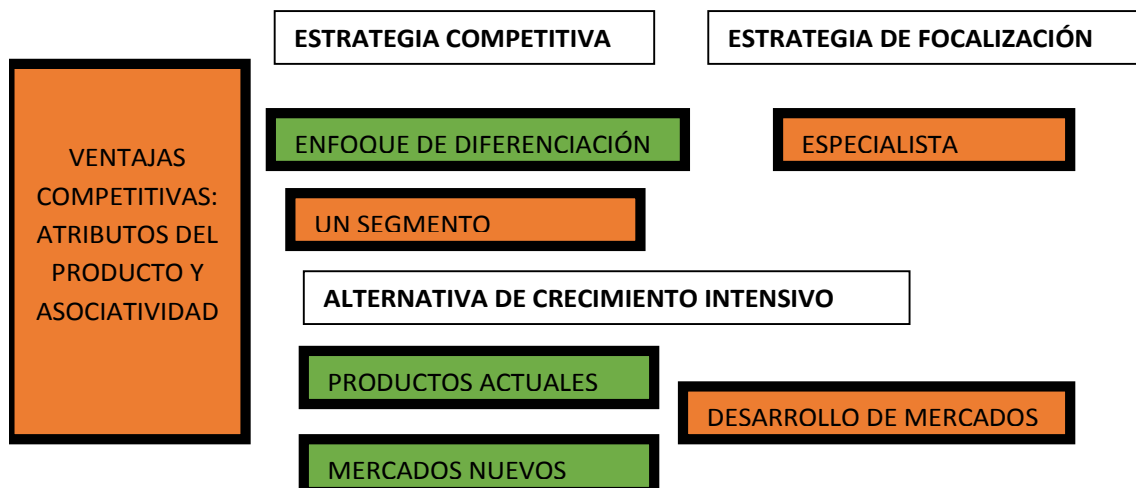 ESTRATEGIA COMPETITIVA
ESTRATEGIA DE FOCALIZACIÓN
VENTAJAS
COMPETITIVAS:
ATRIBUTOS DEL
PRODUCTO Y
ASOCIATIVIDAD
ENFOQUE DE DIFERENCIACIÓN
ESPECIALISTA
UN SEGMENTO
ALTERNATIVA DE CRECIMIENTO INTENSIVO
PRODUCTOS ACTUALES
DESARROLLO DE MERCADOS
MERCADOS NUEVOS